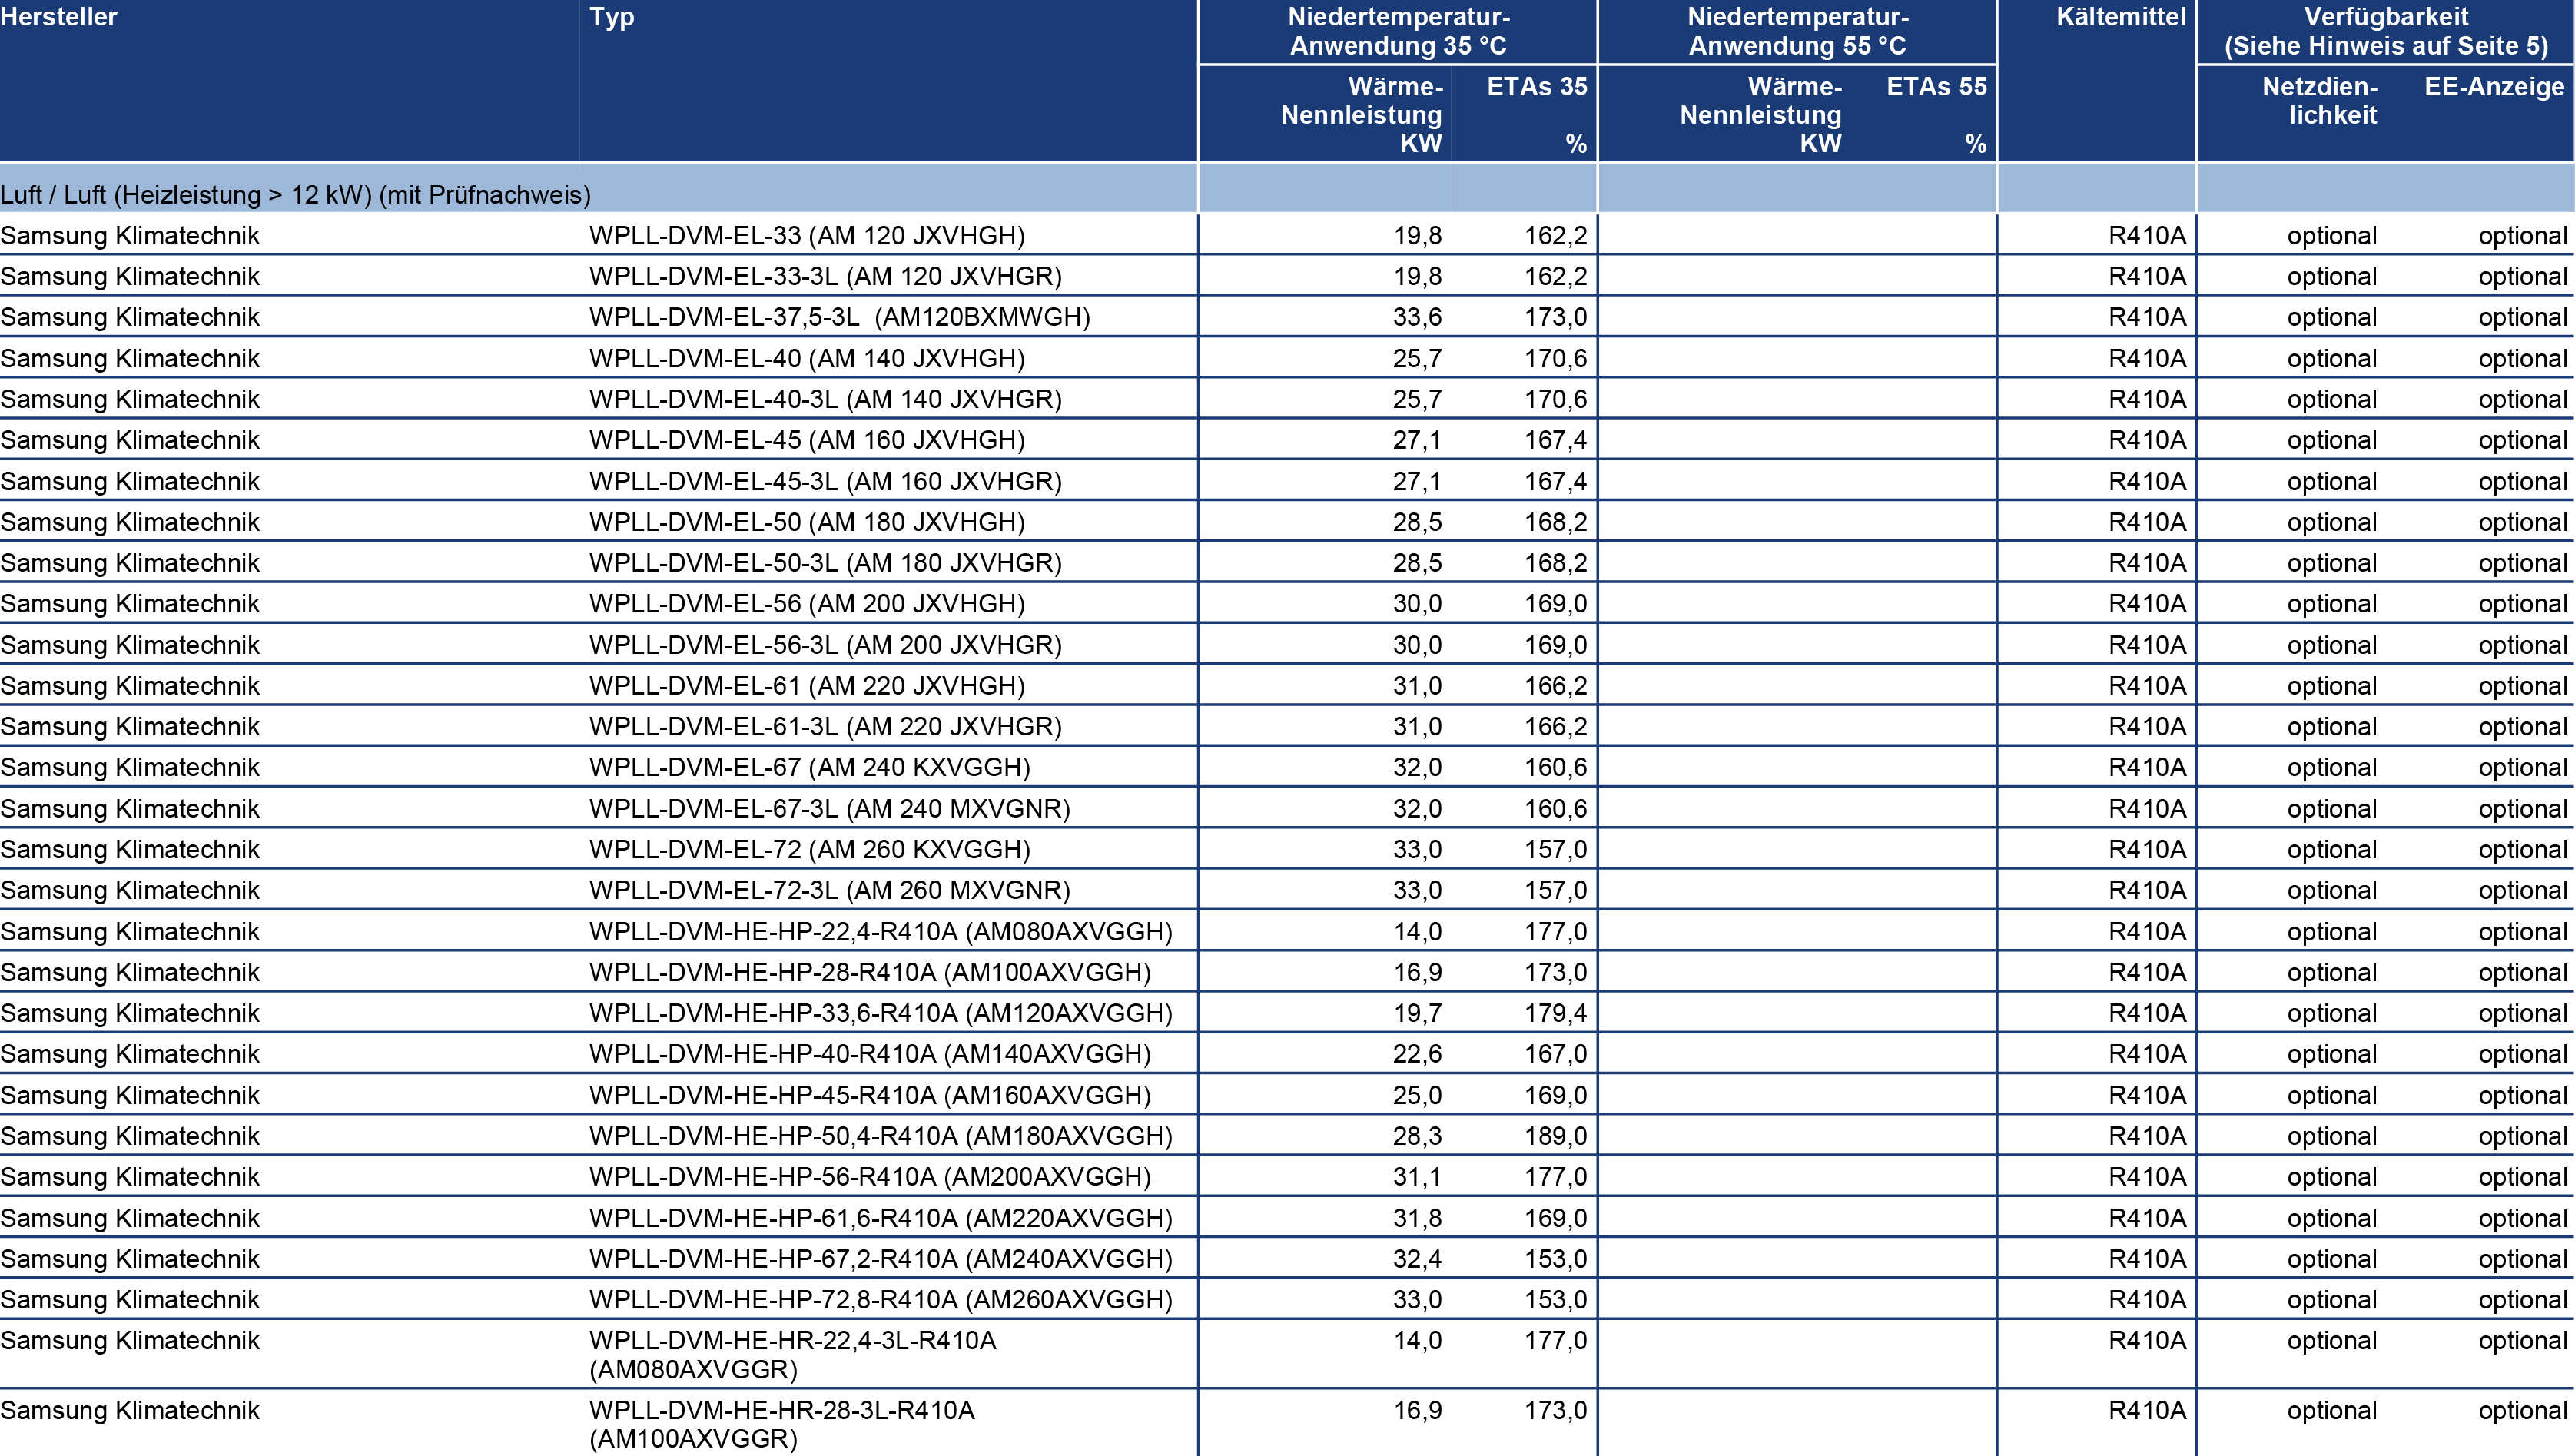 Hersteller Typ Niedertemperatur-Anwendung 35 °C Niedertemperatur-Anwendung 55 °C Kältemittel Verfügbarkeit (Siehe Hinweis auf Seite 5)
Wärme-Nennleistung KW ETAs 35 % Wärme-Nennleistung KW ETAs 55 % Netzdien-lichkeit EE-Anzeige
Luft / Luft (Heizleistung > 12 kW) (mit Prüfnachweis)
Samsung Klimatechnik WPLL-DVM-EL-33 (AM 120 JXVHGH) 19,8 162,2 R410A optional optional
Samsung Klimatechnik WPLL-DVM-EL-33-3L (AM 120 JXVHGR) 19,8 162,2 R410A optional optional
Samsung Klimatechnik WPLL-DVM-EL-37,5-3L (AM120BXMWGH) 33,6 173,0 R410A optional optional
Samsung Klimatechnik WPLL-DVM-EL-40 (AM 140 JXVHGH) 25,7 170,6 R410A optional optional
Samsung Klimatechnik WPLL-DVM-EL-40-3L (AM 140 JXVHGR) 25,7 170,6 R410A optional optional
Samsung Klimatechnik WPLL-DVM-EL-45 (AM 160 JXVHGH) 27,1 167,4 R410A optional optional
Samsung Klimatechnik WPLL-DVM-EL-45-3L (AM 160 JXVHGR) 27,1 167,4 R410A optional optional
Samsung Klimatechnik WPLL-DVM-EL-50 (AM 180 JXVHGH) 28,5 168,2 R410A optional optional
Samsung Klimatechnik WPLL-DVM-EL-50-3L (AM 180 JXVHGR) 28,5 168,2 R410A optional optional
Samsung Klimatechnik WPLL-DVM-EL-56 (AM 200 JXVHGH) 30,0 169,0 R410A optional optional
Samsung Klimatechnik WPLL-DVM-EL-56-3L (AM 200 JXVHGR) 30,0 169,0 R410A optional optional
Samsung Klimatechnik WPLL-DVM-EL-61 (AM 220 JXVHGH) 31,0 166,2 R410A optional optional
Samsung Klimatechnik WPLL-DVM-EL-61-3L (AM 220 JXVHGR) 31,0 166,2 R410A optional optional
Samsung Klimatechnik WPLL-DVM-EL-67 (AM 240 KXVGGH) 32,0 160,6 R410A optional optional
Samsung Klimatechnik WPLL-DVM-EL-67-3L (AM 240 MXVGNR) 32,0 160,6 R410A optional optional
Samsung Klimatechnik WPLL-DVM-EL-72 (AM 260 KXVGGH) 33,0 157,0 R410A optional optional
Samsung Klimatechnik WPLL-DVM-EL-72-3L (AM 260 MXVGNR) 33,0 157,0 R410A optional optional
Samsung Klimatechnik WPLL-DVM-HE-HP-22,4-R410A (AM080AXVGGH) 14,0 177,0 R410A optional optional
Samsung Klimatechnik WPLL-DVM-HE-HP-28-R410A (AM100AXVGGH) 16,9 173,0 R410A optional optional
Samsung Klimatechnik WPLL-DVM-HE-HP-33,6-R410A (AM120AXVGGH) 19,7 179,4 R410A optional optional
Samsung Klimatechnik WPLL-DVM-HE-HP-40-R410A (AM140AXVGGH) 22,6 167,0 R410A optional optional
Samsung Klimatechnik WPLL-DVM-HE-HP-45-R410A (AM160AXVGGH) 25,0 169,0 R410A optional optional
Samsung Klimatechnik WPLL-DVM-HE-HP-50,4-R410A (AM180AXVGGH) 28,3 189,0 R410A optional optional
Samsung Klimatechnik WPLL-DVM-HE-HP-56-R410A (AM200AXVGGH) 31,1 177,0 R410A optional optional
Samsung Klimatechnik WPLL-DVM-HE-HP-61,6-R410A (AM220AXVGGH) 31,8 169,0 R410A optional optional
Samsung Klimatechnik WPLL-DVM-HE-HP-67,2-R410A (AM240AXVGGH) 32,4 153,0 R410A optional optional
Samsung Klimatechnik WPLL-DVM-HE-HP-72,8-R410A (AM260AXVGGH) 33,0 153,0 R410A optional optional
Samsung Klimatechnik WPLL-DVM-HE-HR-22,4-3L-R410A 14,0 177,0 R410A optional optional
(AM080AXVGGR)
Samsung Klimatechnik WPLL-DVM-HE-HR-28-3L-R410A 16,9 173,0 R410A optional optional
(AM100AXVGGR)